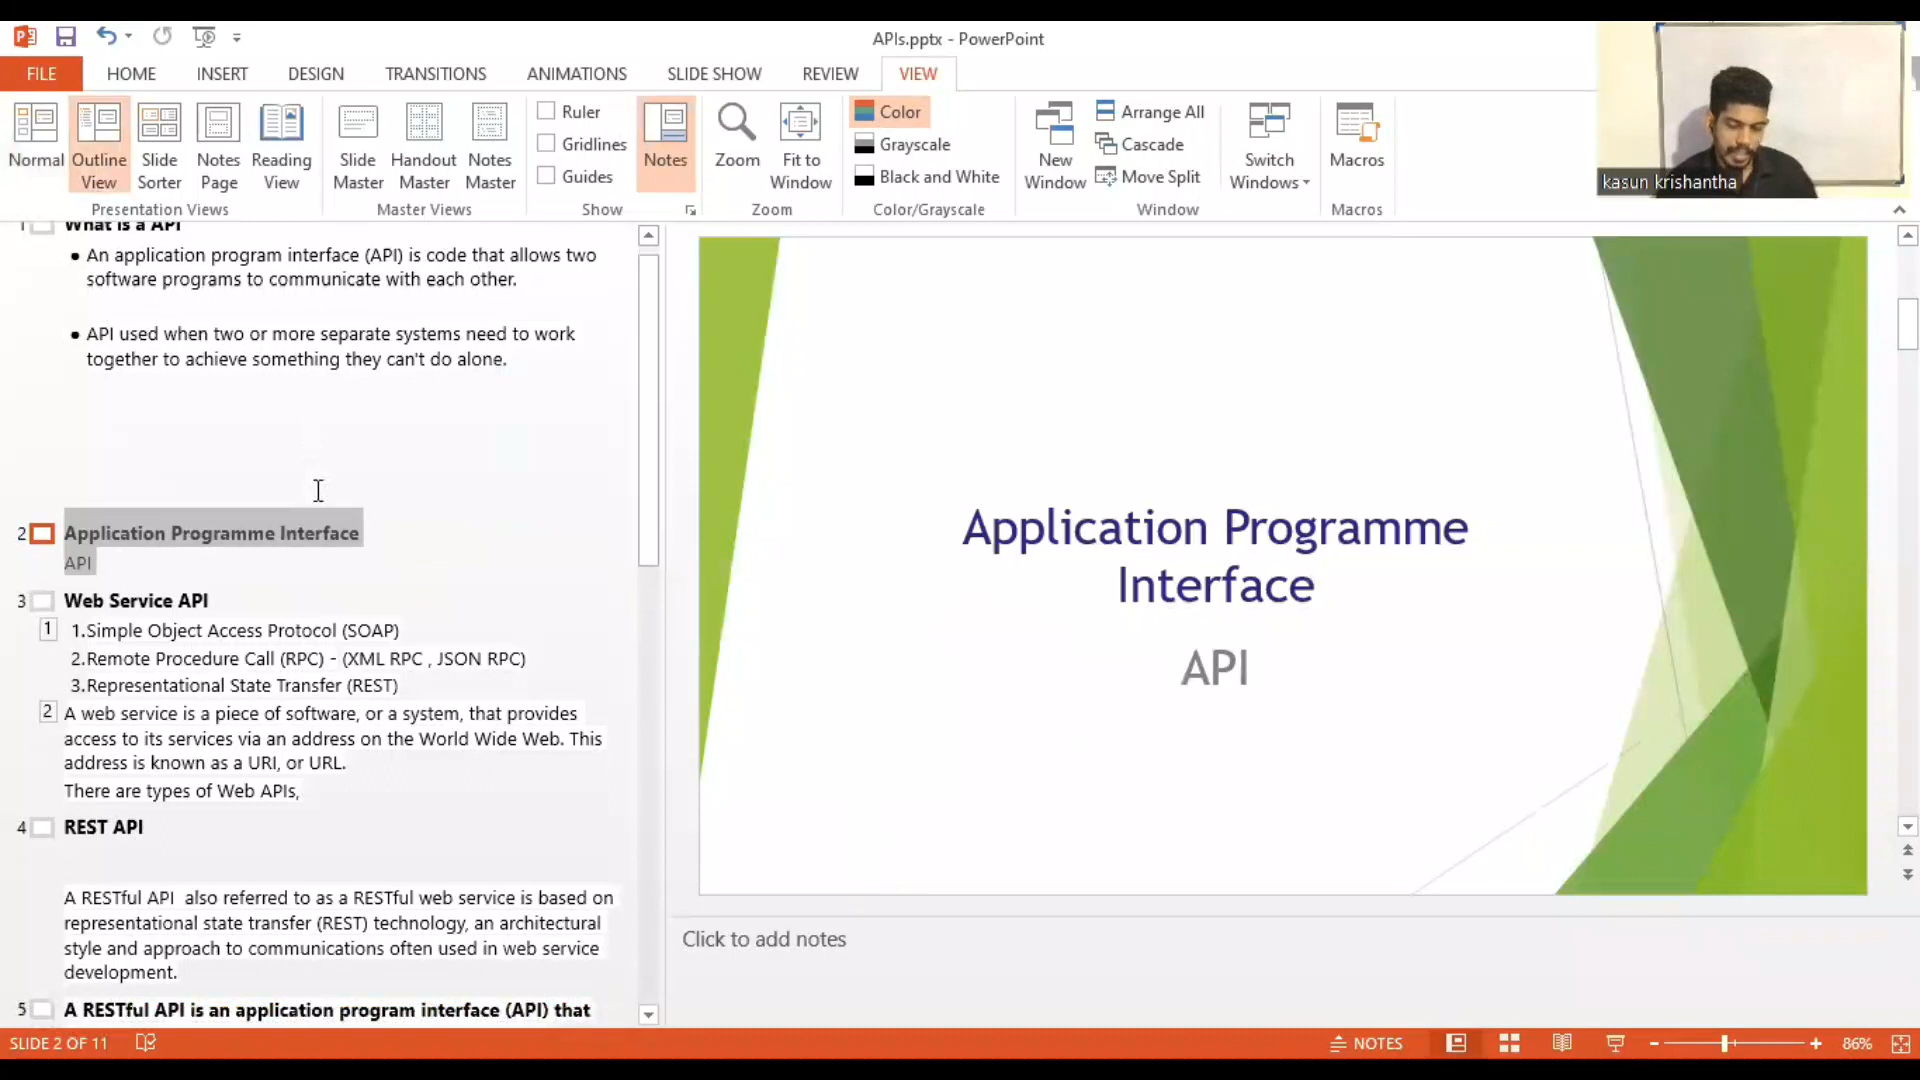 APIs.pptx - PowerPoint
FILE
HOME
INSERT
DESIGN
TRANSITIONS
ANIMATIONS
SLIDE SHOW
REVIEW
VIEW
Normal
Outline
View
Slide
Sorter
Notes
Page
Reading
View
Presentation Views
Slide
Master
Handout
Master
Notes
Master
Master Views
Ruler
Gridlines
Guides
Show
Notes
Zoom
Fit to
Window
Zoom
Color
Grayscale
Black and White
Color/Grayscale
New
Window
Arrange All
Cascade
Move Split
Switch
Windows
Window
Macros
Macros
kasun krishantha
1 What is a API
• An application program interface (API) is code that allows two
software programs to communicate with each other.
• API used when two or more separate systems need to work
together to achieve something they can't do alone.
2 Application Programme Interface
API
3 Web Service API
1 1.Simple Object Access Protocol (SOAP)
2.Remote Procedure Call (RPC) - (XML RPC , JSON RPC)
3.Representational State Transfer (REST)
2 A web service is a piece of software, or a system, that provides
access to its services via an address on the World Wide Web. This
address is known as a URI, or URL.
There are types of Web APIs,
4 REST API
A RESTful API  also referred to as a RESTful web service is based on
representational state transfer (REST) technology, an architectural
style and approach to communications often used in web service
development.
5 A RESTful API is an application program interface (API) that
Application Programme
Interface
API
Click to add notes
SLIDE 2 OF 11
NOTES
86%